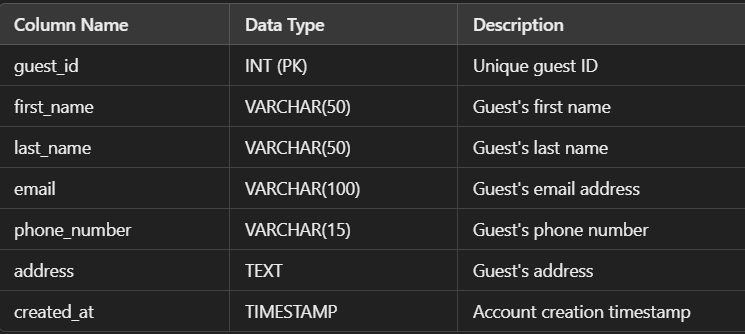 Column Name Data Type Description
guest_id INT (PK) Unique guest ID
first_name VARCHAR(50) Guest's first name
last_name VARCHAR(50) Guest's last name
email VARCHAR(100) Guest's email address
phone_number VARCHAR(15) Guest's phone number
address TEXT Guest's address
created_at TIMESTAMP Account creation timestamp